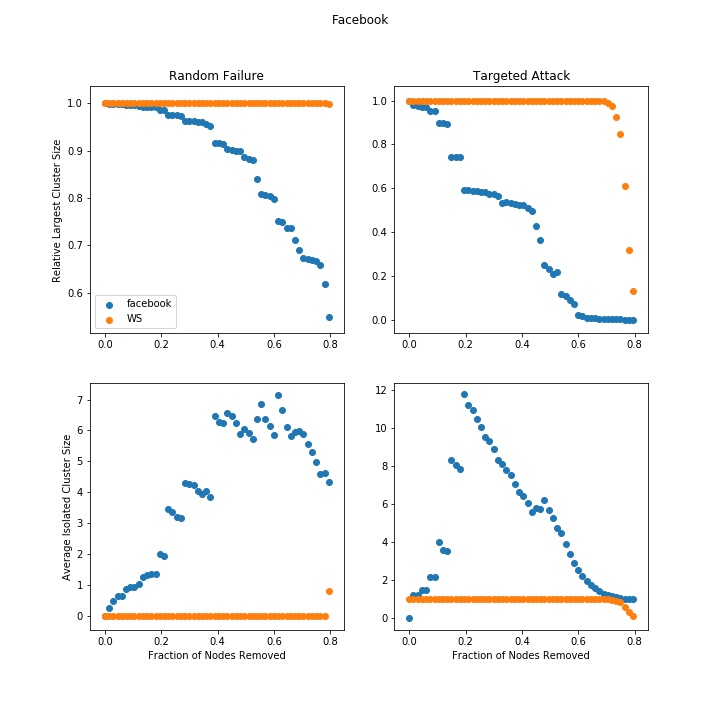 Facebook
Random Failure
Targeted Attack
Relative Largest Cluster Size
1.0
0.9
0.8
0.7
0.6
facebook
WS
0.0 0.2 0.4 0.6 0.8
1.0
0.8
0.6
0.4
0.2
0.0
0.0 0.2 0.4 0.6 0.8
Average Isolated Cluster Size
7
6
5
4
3
2
1
0
0.0 0.2 0.4 0.6 0.8
Fraction of Nodes Removed
12
10
8
6
4
2
0
0.0 0.2 0.4 0.6 0.8
Fraction of Nodes Removed